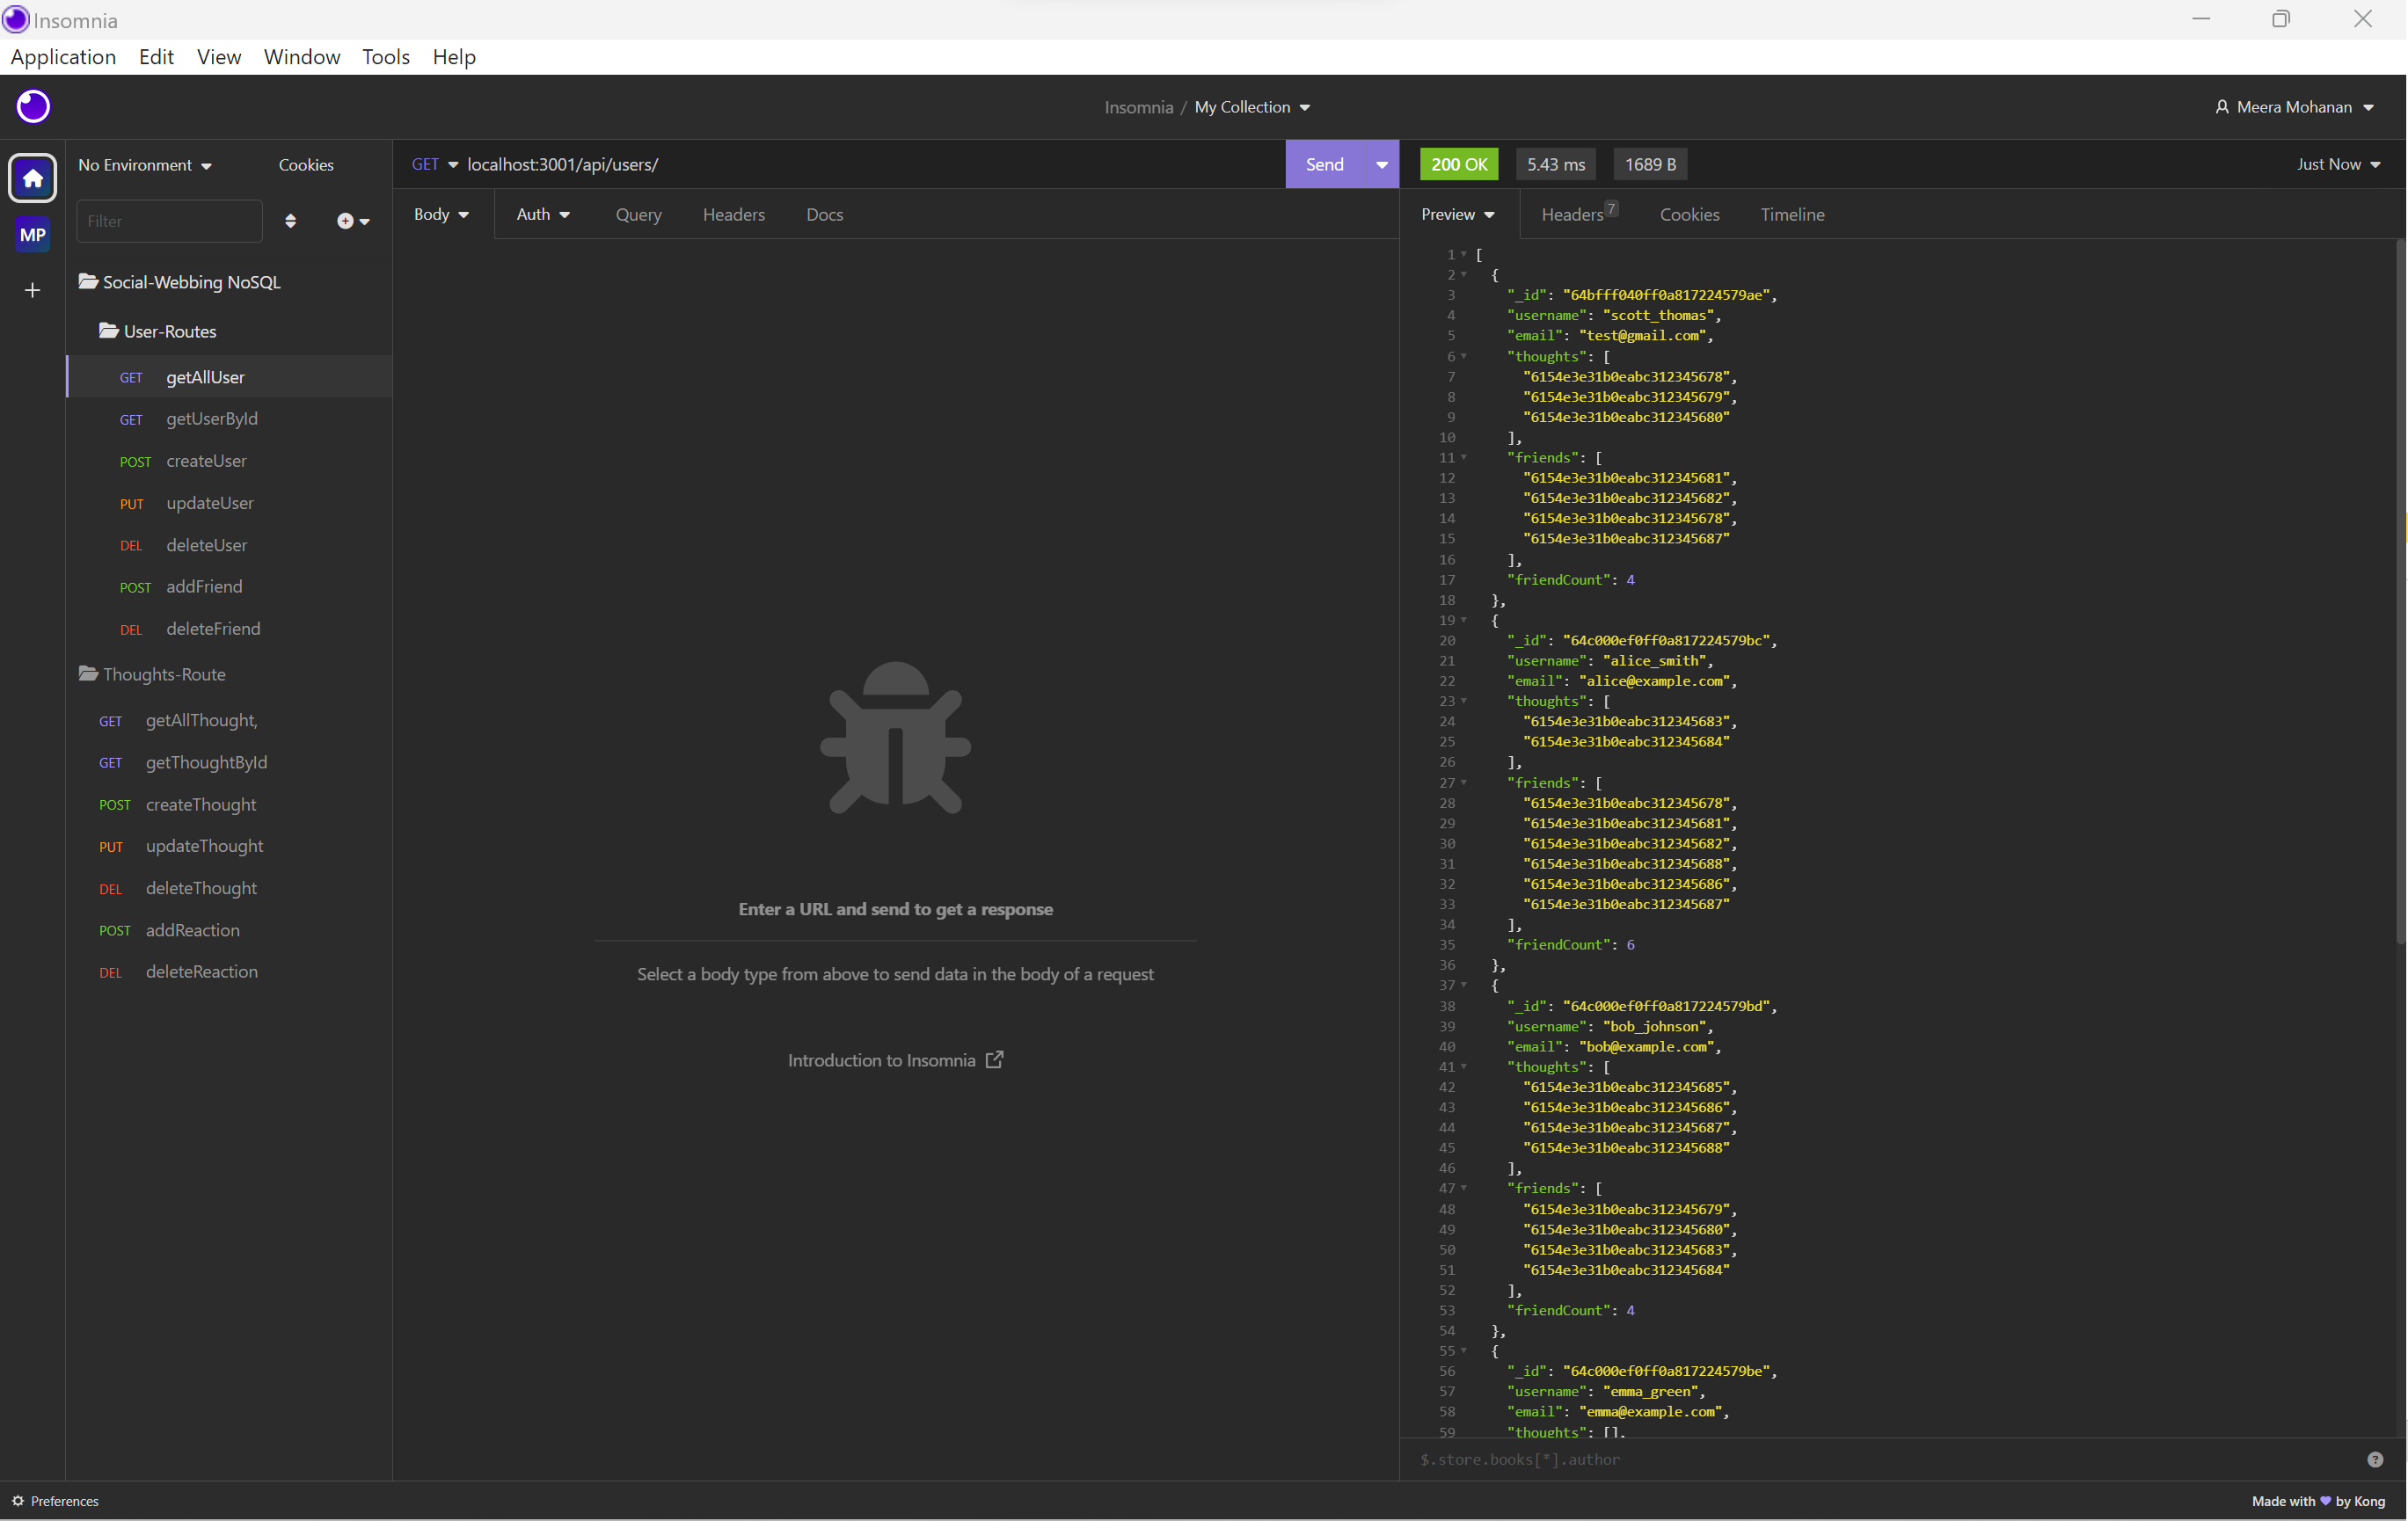 Insomnia
Application Edit View Window Tools Help
Insomnia / My Collection
Meera Mohanan
No Environment Cookies
GET localhost:3001/api/users/ Send
200 OK 5.43 ms 1689 B Just Now
Filter
MP
Body Auth Query Headers Docs
Preview Headers 7 Cookies Timeline
Social-Webbing NoSQL
User-Routes
GET getAllUser
GET getUserById
POST createUser
PUT updateUser
DEL deleteUser
POST addFriend
DEL deleteFriend
Thoughts-Route
GET getAllThought,
GET getThoughtById
POST createThought
PUT updateThought
DEL deleteThought
POST addReaction
DEL deleteReaction
Enter a URL and send to get a response
Select a body type from above to send data in the body of a request
Introduction to Insomnia
1 [
2 {
3 "_id": "64bfff040ff0a817224579ae",
4 "username": "scott_thomas",
5 "email": "test@gmail.com",
6 "thoughts": [
7 "6154e3e31b0eabc312345678",
8 "6154e3e31b0eabc312345679",
9 "6154e3e31b0eabc312345680"
10 ],
11 "friends": [
12 "6154e3e31b0eabc312345681",
13 "6154e3e31b0eabc312345682",
14 "6154e3e31b0eabc312345678",
15 "6154e3e31b0eabc312345687"
16 ],
17 "friendCount": 4
18 },
19 {
20 "_id": "64c000ef0ff0a817224579bc",
21 "username": "alice_smith",
22 "email": "alice@example.com",
23 "thoughts": [
24 "6154e3e31b0eabc312345683",
25 "6154e3e31b0eabc312345684"
26 ],
27 "friends": [
28 "6154e3e31b0eabc312345678",
29 "6154e3e31b0eabc312345681",
30 "6154e3e31b0eabc312345682",
31 "6154e3e31b0eabc312345688",
32 "6154e3e31b0eabc312345686",
33 "6154e3e31b0eabc312345687"
34 ],
35 "friendCount": 6
36 },
37 {
38 "_id": "64c000ef0ff0a817224579bd",
39 "username": "bob_johnson",
40 "email": "bob@example.com",
41 "thoughts": [
42 "6154e3e31b0eabc312345685",
43 "6154e3e31b0eabc312345686",
44 "6154e3e31b0eabc312345687",
45 "6154e3e31b0eabc312345688"
46 ],
47 "friends": [
48 "6154e3e31b0eabc312345679",
49 "6154e3e31b0eabc312345680",
50 "6154e3e31b0eabc312345683",
51 "6154e3e31b0eabc312345684"
52 ],
53 "friendCount": 4
54 },
55 {
56 "_id": "64c000ef0ff0a817224579be",
57 "username": "emma_green",
58 "email": "emma@example.com",
59 "thoughts": [],
$.store.books[*].author
Preferences
Made with by Kong